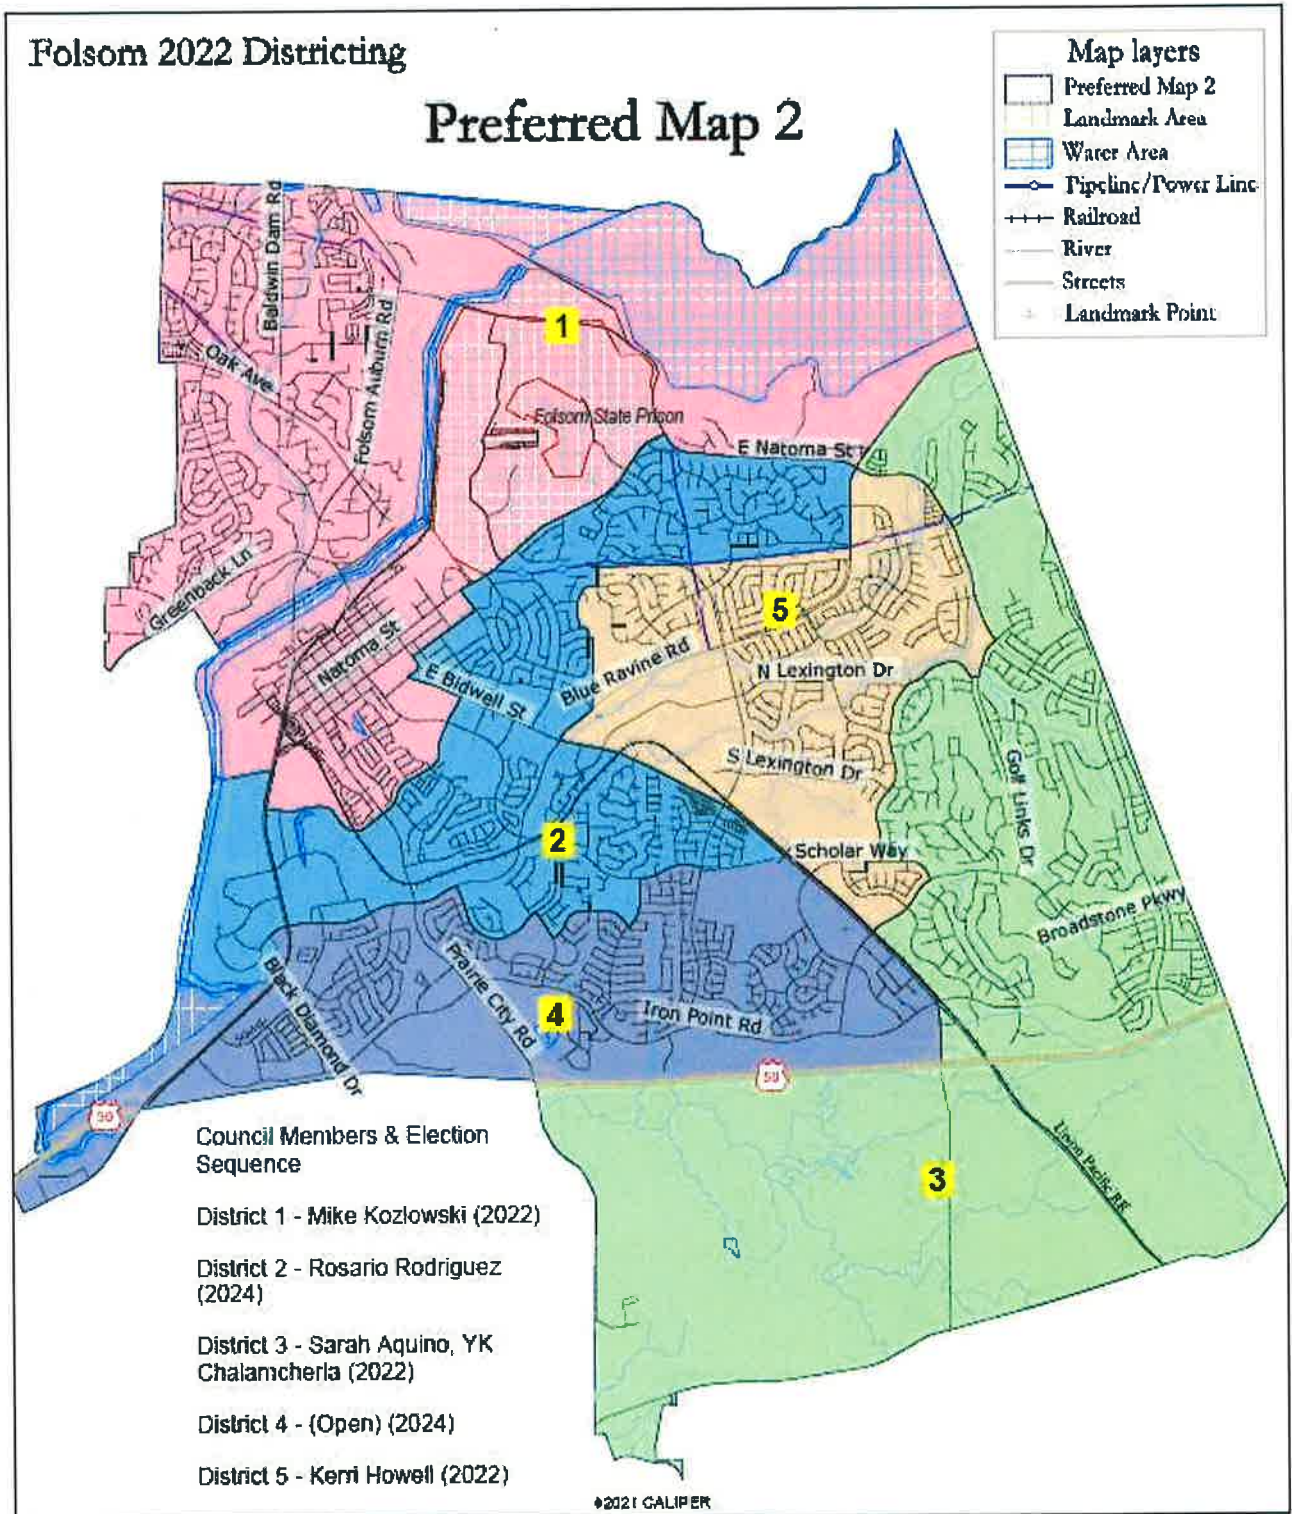 Folsom 2022 Districting
Preferred Map 2
Map layers
Preferred Map 2
Landmark Area
Water Area
Pipeline/Power Line
Railroad
River
Streets
Landmark Point
Baldwin Dam Rd
Oak Ave
Folsom Auburn Rd
1
Folsom State Prison
E Natoma St
Greenback Ln
Natoma St
E Bidwell St
Blue Ravine Rd
5
N Lexington Dr
S Lexington Dr
Golf Links Dr
2
Scholar Way
Broadstone Pkwy
Black Diamond Dr
Prairie City Rd
4
Iron Point Rd
50
50
3
Union Pacific RR
Council Members & Election
Sequence
District 1 - Mike Kozlowski (2022)
District 2 - Rosario Rodriguez
(2024)
District 3 - Sarah Aquino, YK
Chalamcherla (2022)
District 4 - (Open) (2024)
District 5 - Kerri Howell (2022)
©2021 CALIPER